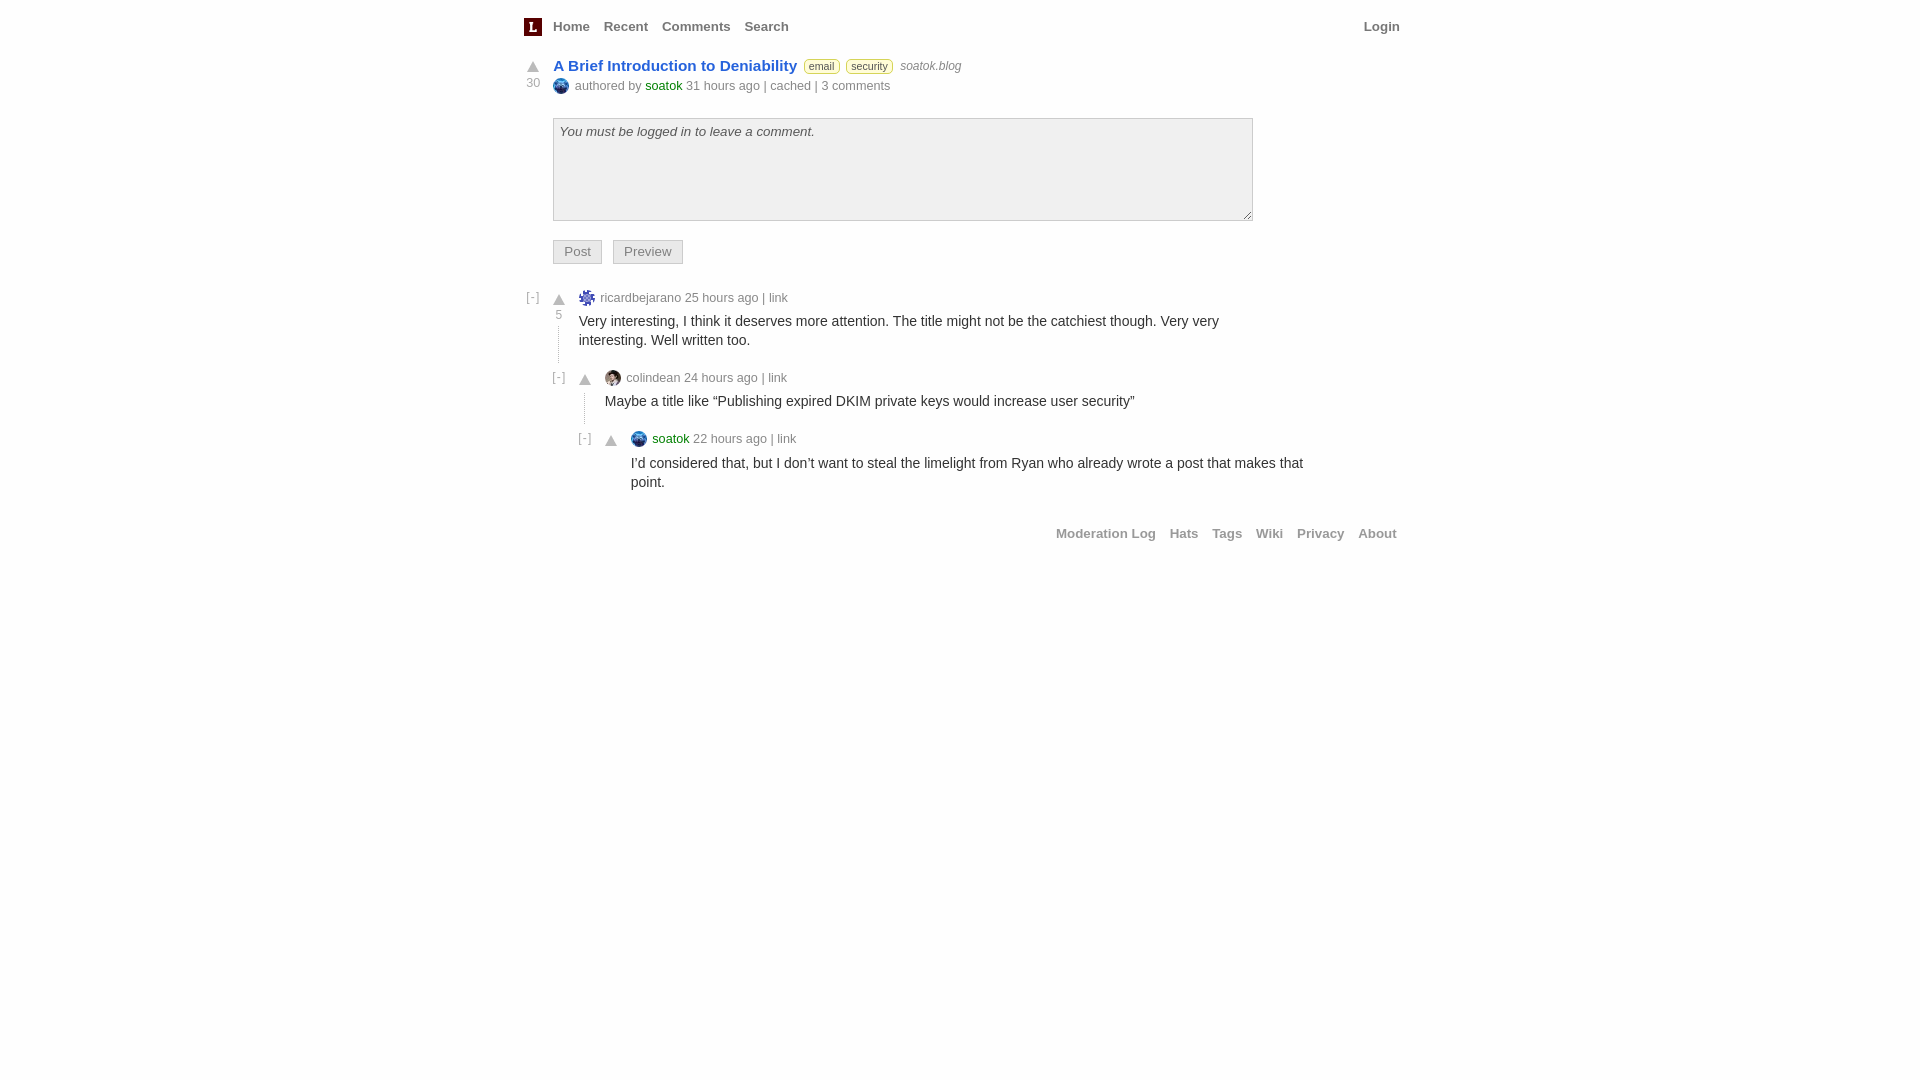 L Home Recent Comments Search Login
A Brief Introduction to Deniability email security soatok.blog
30
authored by soatok 31 hours ago | cached | 3 comments
You must be logged in to leave a comment.
Post Preview
[-] ricardbejarano 25 hours ago | link
5
Very interesting, I think it deserves more attention. The title might not be the catchiest though. Very very
interesting. Well written too.
[-] colindean 24 hours ago | link
Maybe a title like “Publishing expired DKIM private keys would increase user security”
[-] soatok 22 hours ago | link
I’d considered that, but I don’t want to steal the limelight from Ryan who already wrote a post that makes that
point.
Moderation Log Hats Tags Wiki Privacy About